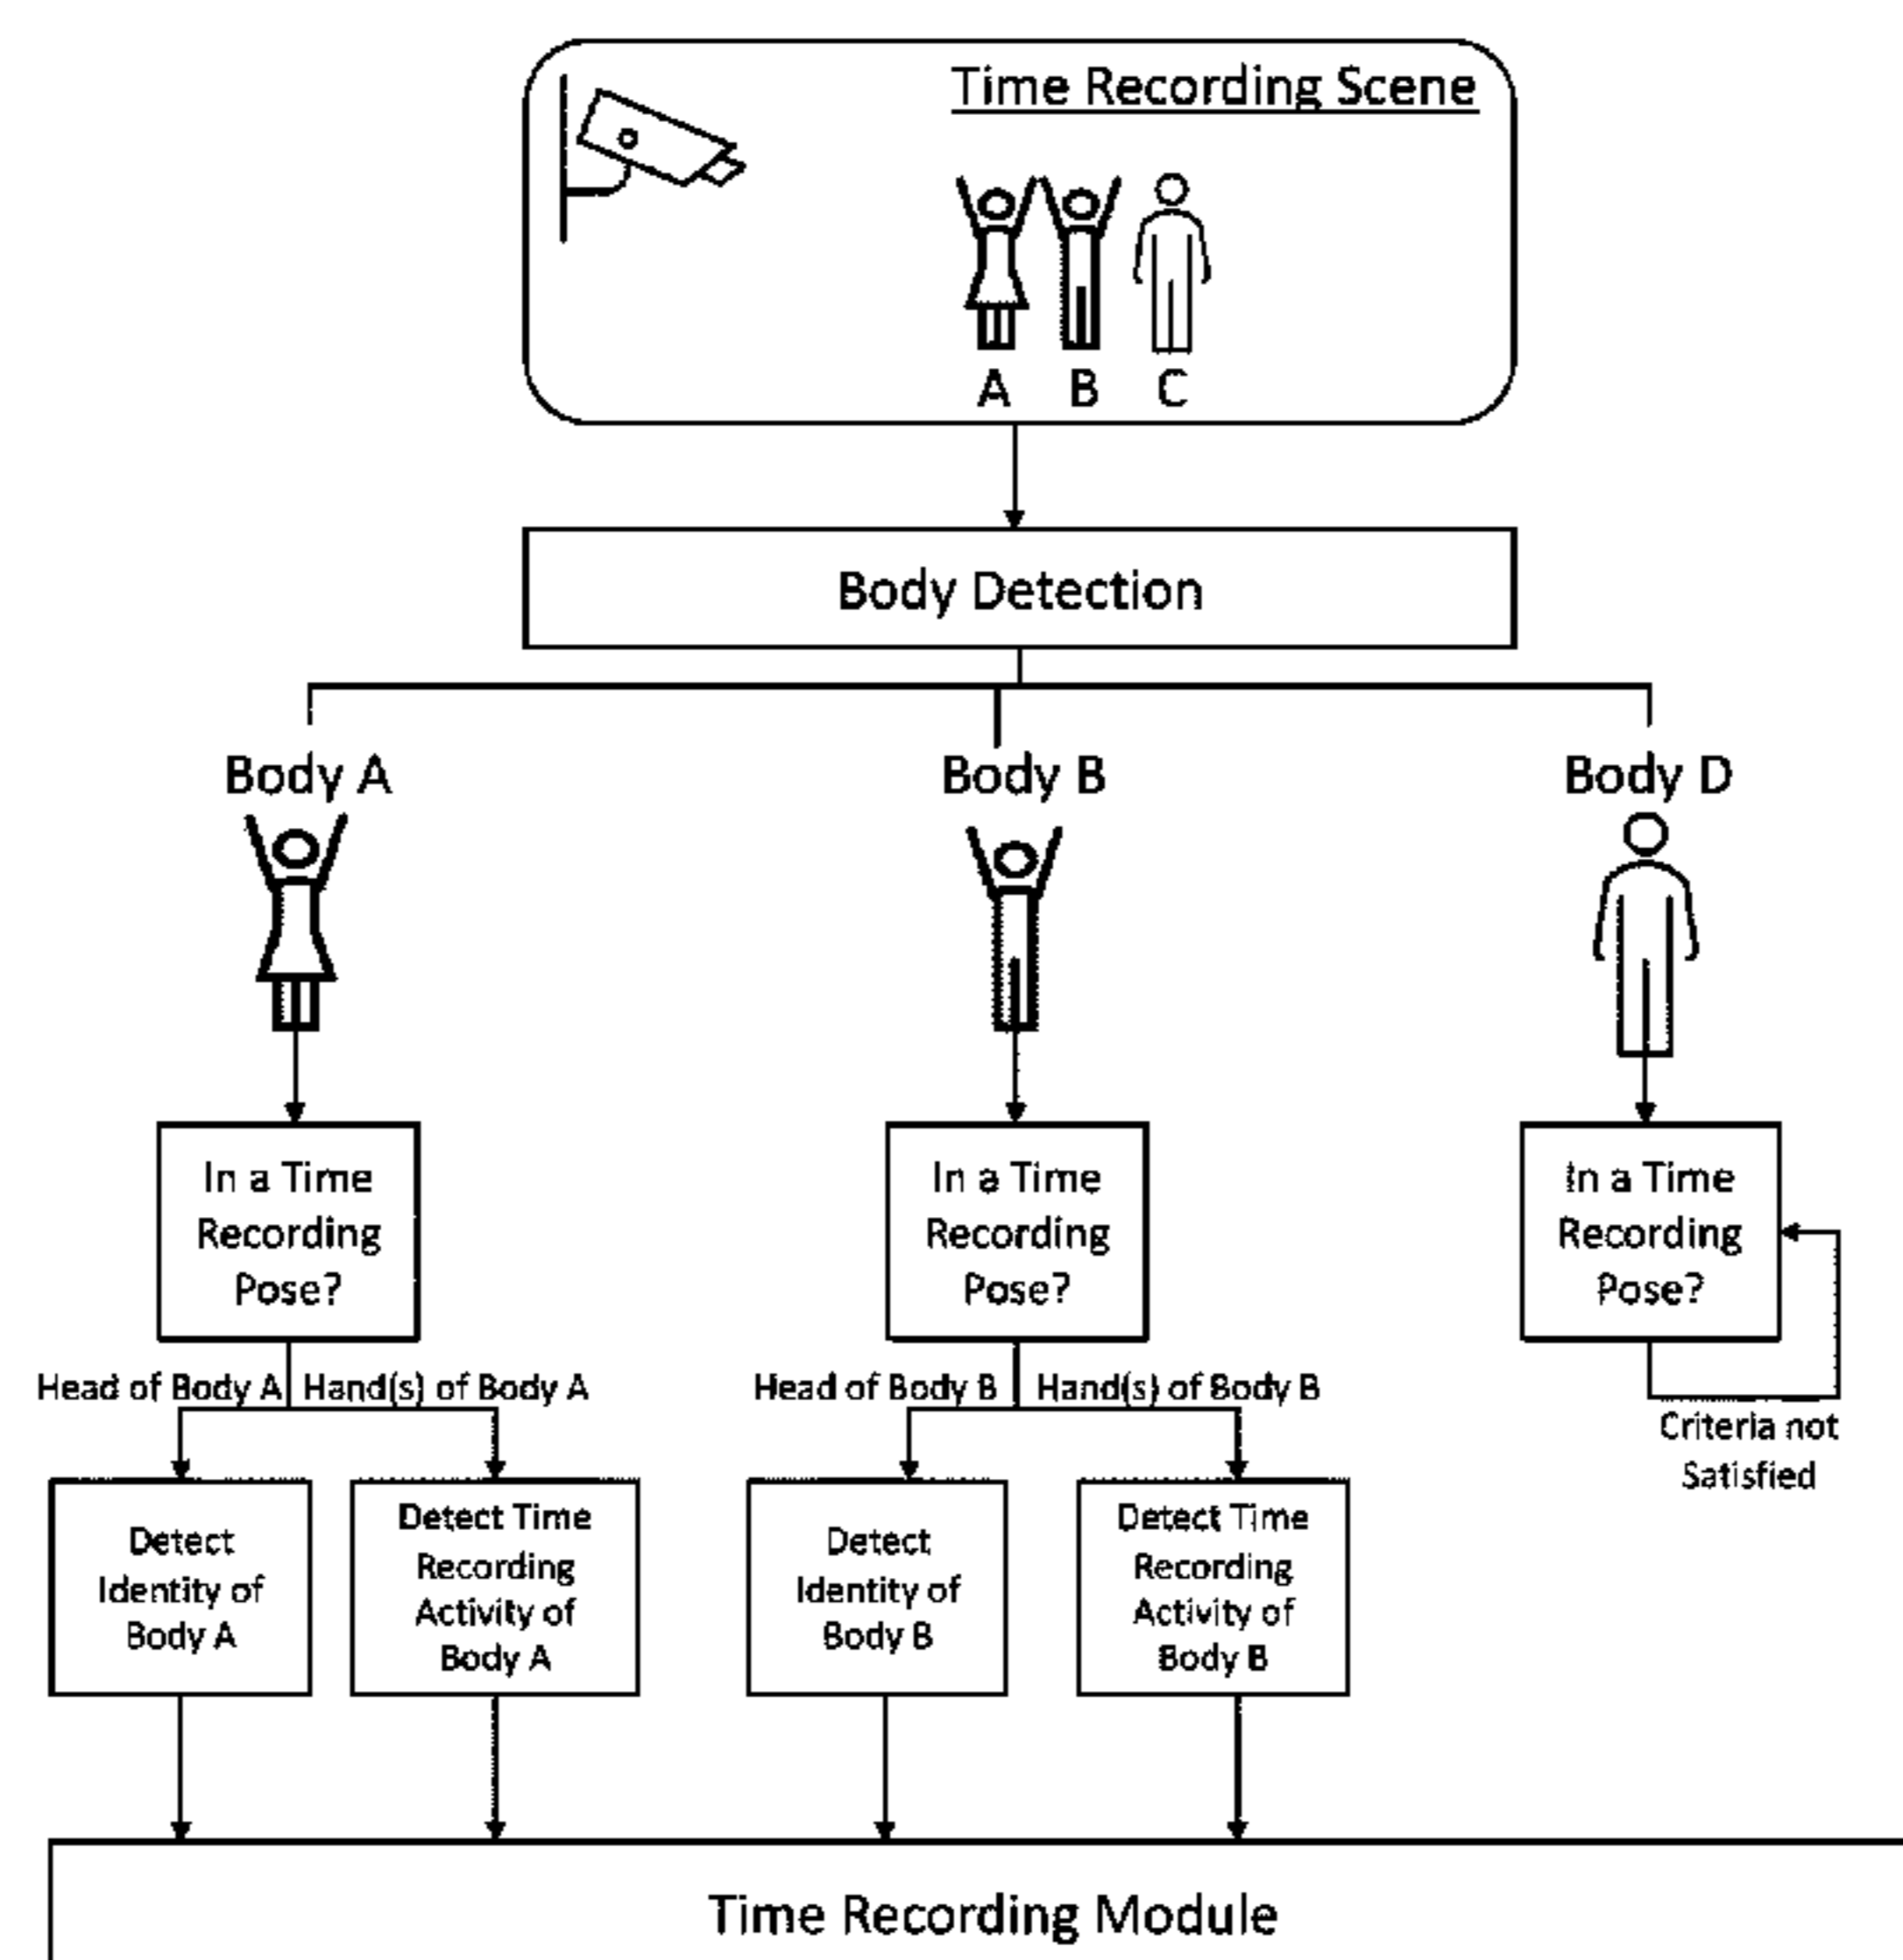 Time Recording Scene
A B C
Body Detection
Body A
Body B
Body D
In a Time
Recording
Pose?
In a Time
Recording
Pose?
In a Time
Recording
Pose?
Head of Body A
Hand(s) of Body A
Head of Body B
Hand(s) of Body B
Criteria not
Satisfied
Detect
Identity of
Body A
Detect Time
Recording
Activity of
Body A
Detect
Identity of
Body B
Detect Time
Recording
Activity of
Body B
Time Recording Module